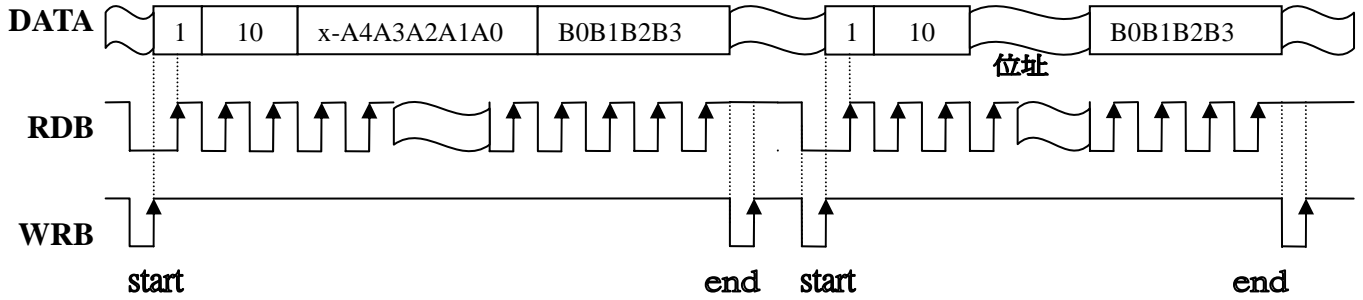 DATA 1 10 x-A4A3A2A1A0 B0B1B2B3 1 10 B0B1B2B3
位址
RDB
WRB
start end start end